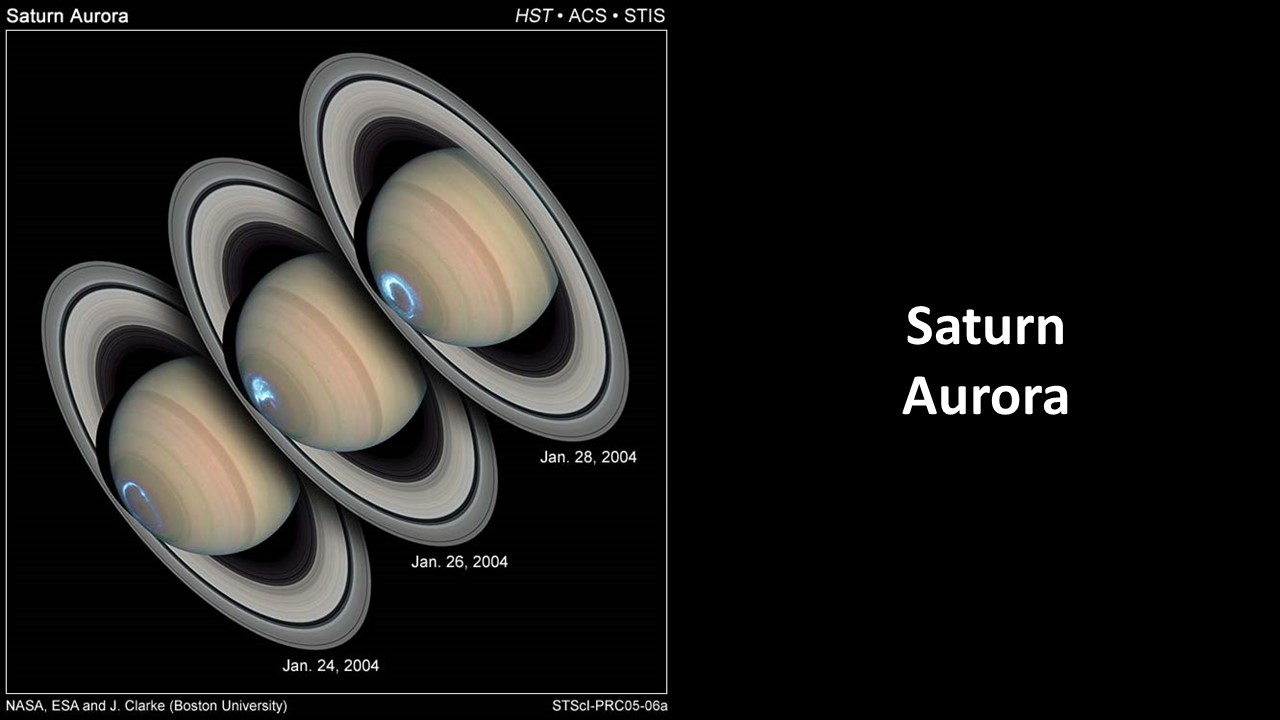 Saturn Aurora
HST • ACS • STIS
Jan. 28, 2004
Jan. 26, 2004
Jan. 24, 2004
NASA, ESA and J. Clarke (Boston University)
STScI-PRC05-06a
Saturn
Aurora